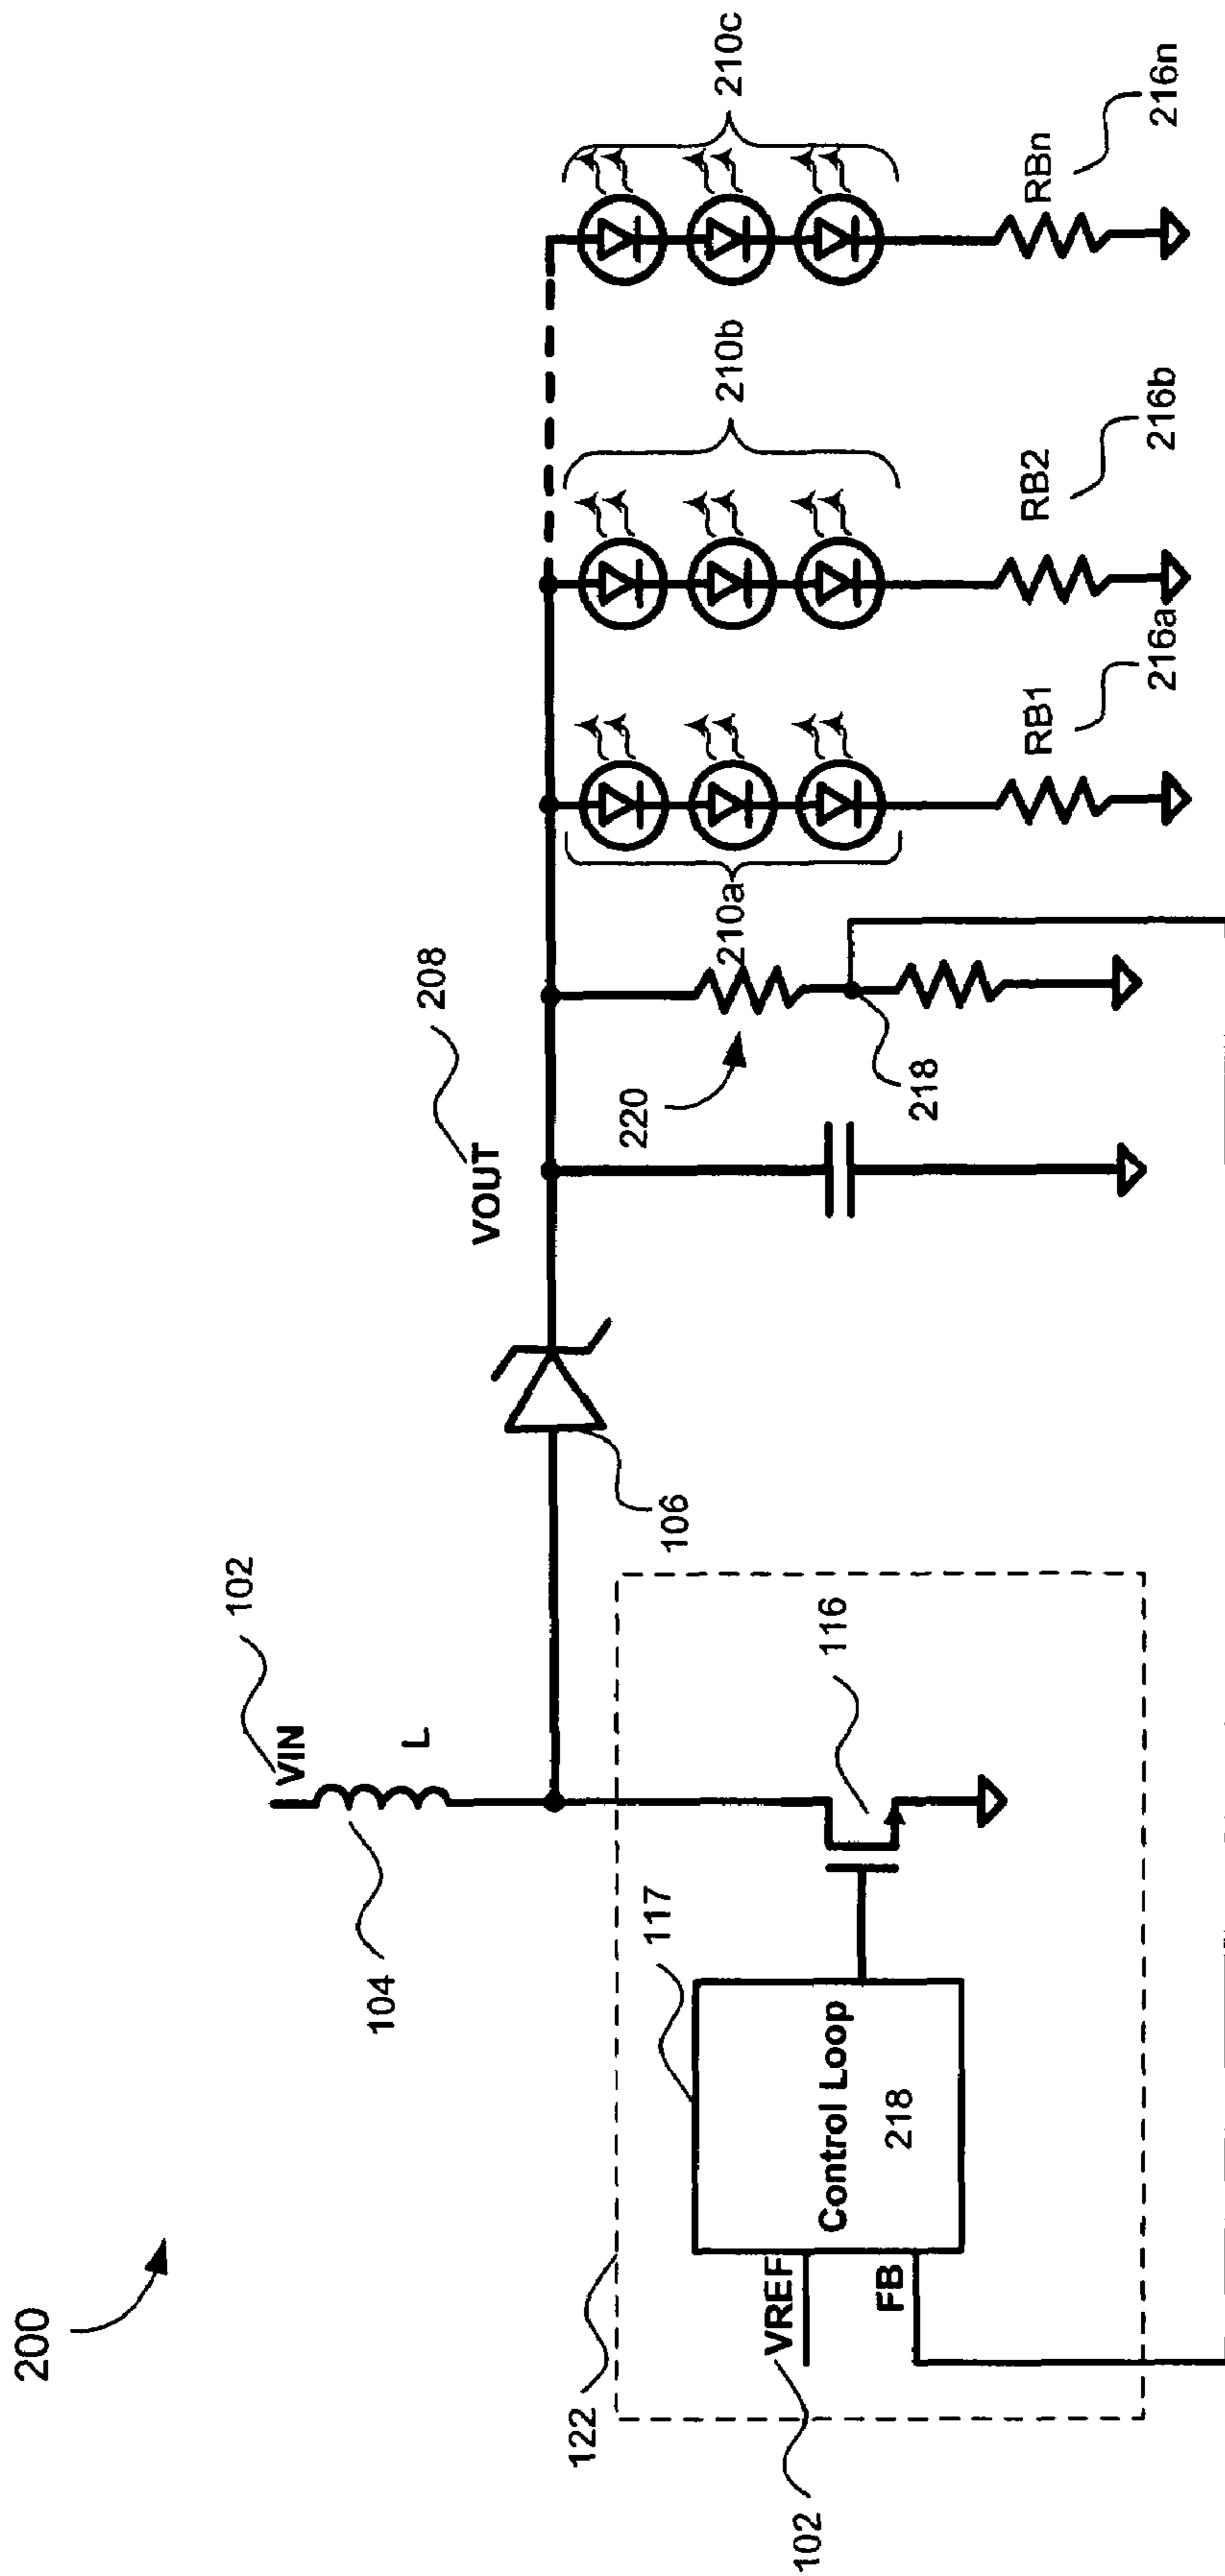 200
102
VIN
L
104
VOUT
208
106
220
218
210a
210b
210c
RB1
216a
RB2
216b
RBn
216n
122
117
116
VREF
102
FB
Control Loop
218